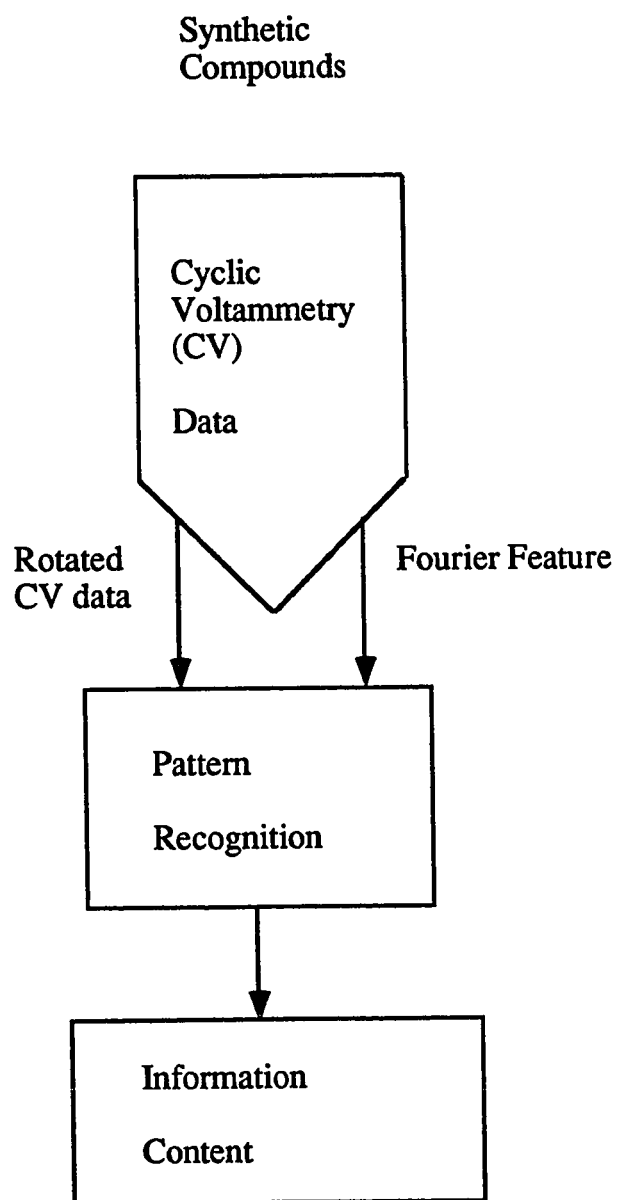 Synthetic
Compounds
Cyclic
Voltammetry
(CV)
Data
Rotated
CV data
Fourier Feature
Pattern
Recognition
Information
Content